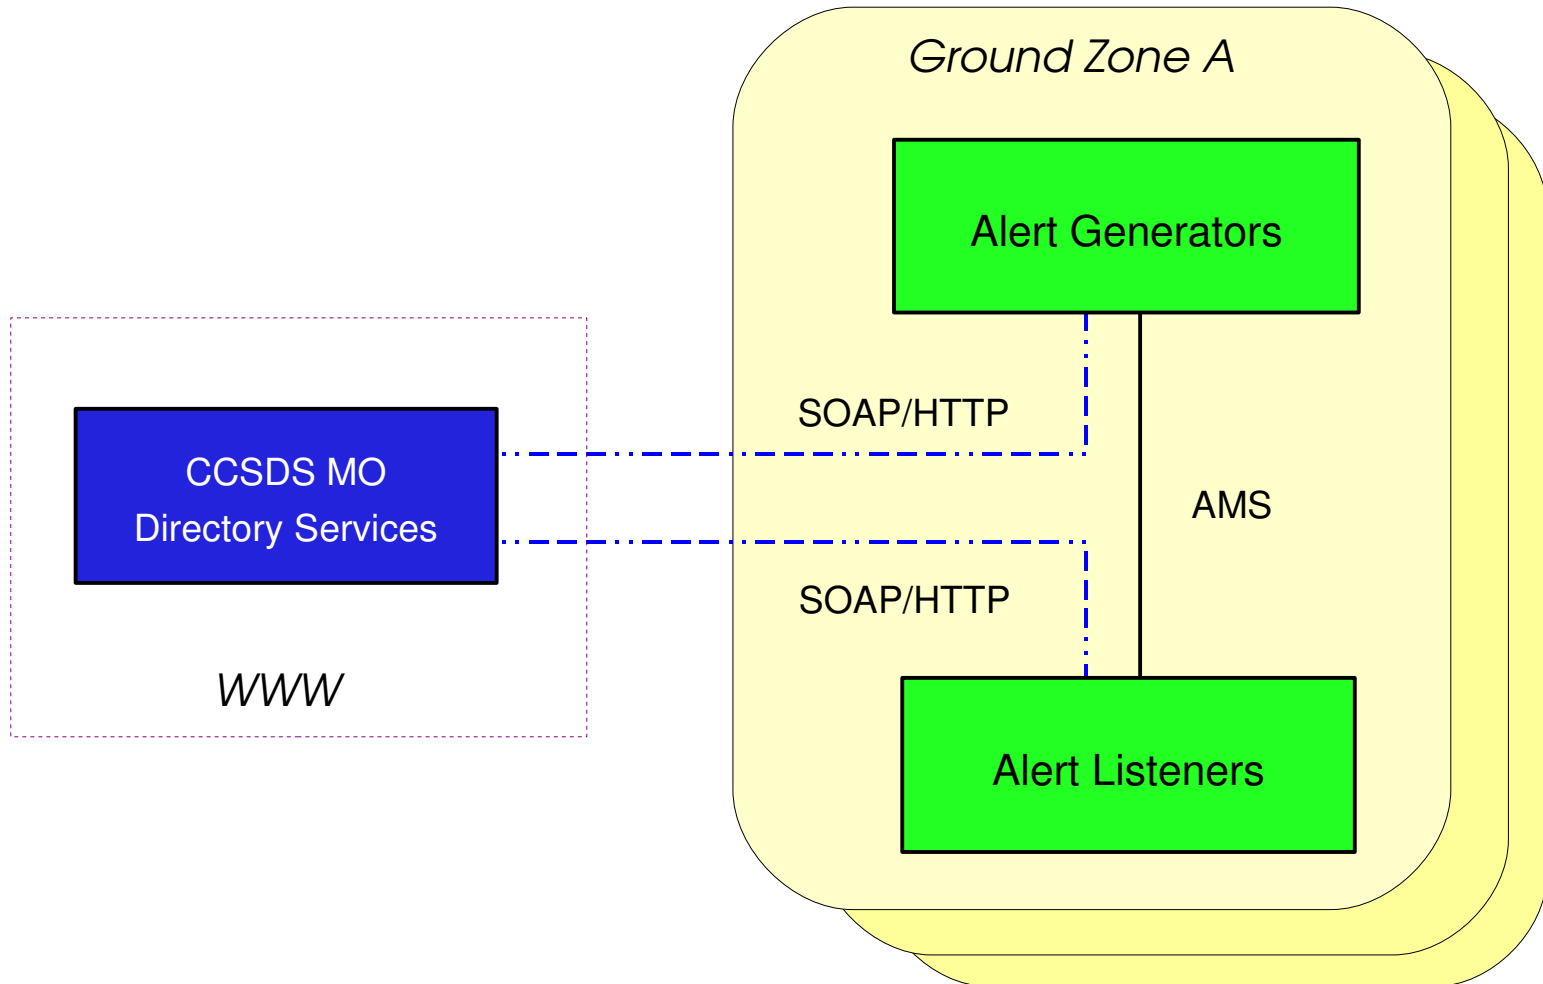 Ground Zone A
Alert Generators
SOAP/HTTP
CCSDS MO
Directory Services
AMS
SOAP/HTTP
WWW
Alert Listeners